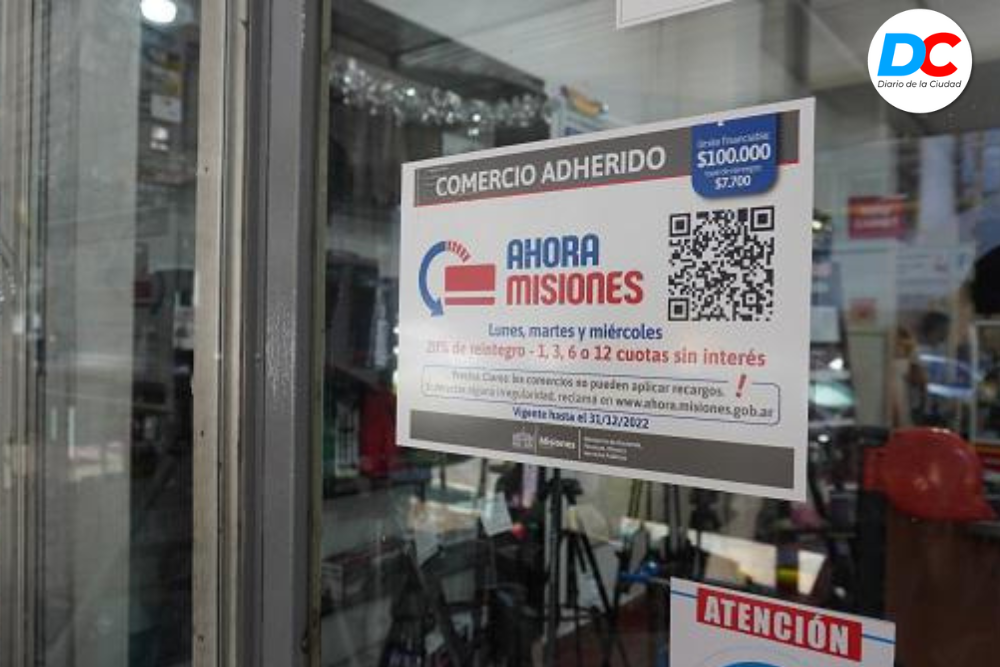 DC
Diario de la Ciudad
COMERCIO ADHERIDO
$100.000
$7.700
AHORA
MISIONES
Lunes, martes y miércoles
20% de reintegro - 1, 3, 6 o 12 cuotas sin interés
Precios Claros: los comercios no pueden aplicar recargos.
irregularidad, reclama en www.ahora.misiones.gob.ar
!
Vigente hasta el 31/12/2022
Misiones
ATENCIÓN